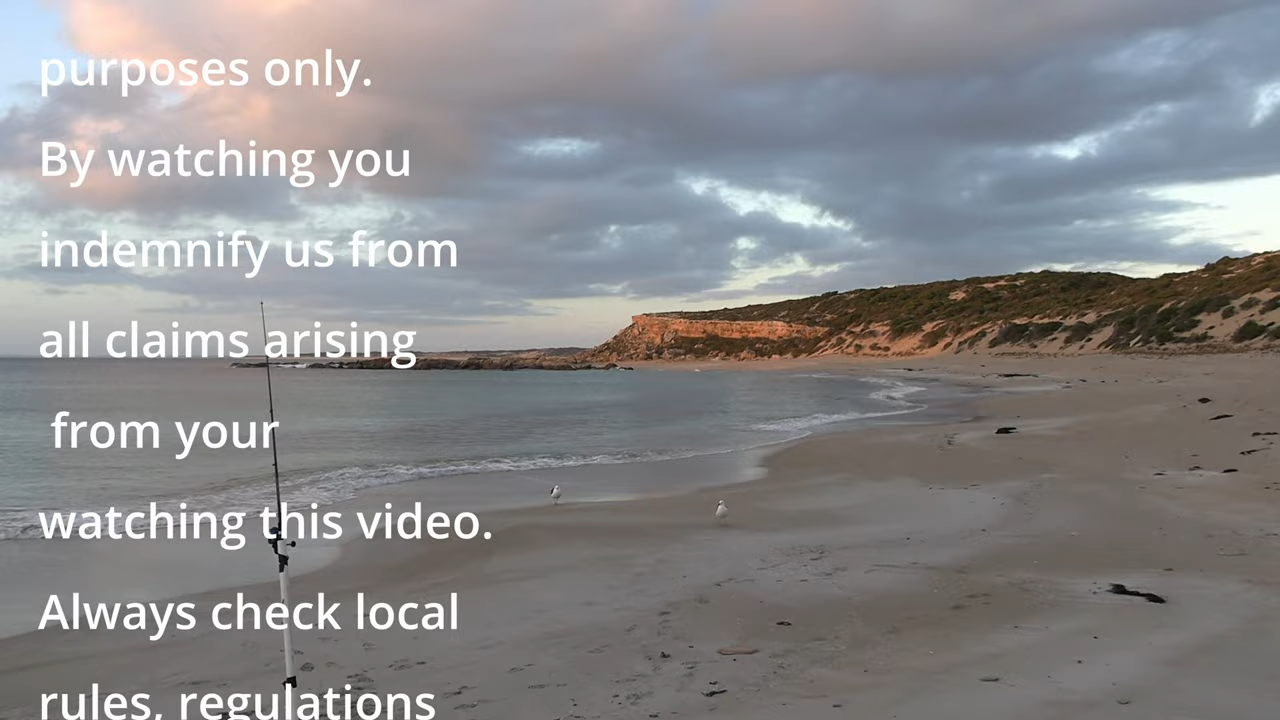 purposes only.
By watching you
indemnify us from
all claims arising
from your
watching this video.
Always check local
rules, regulations